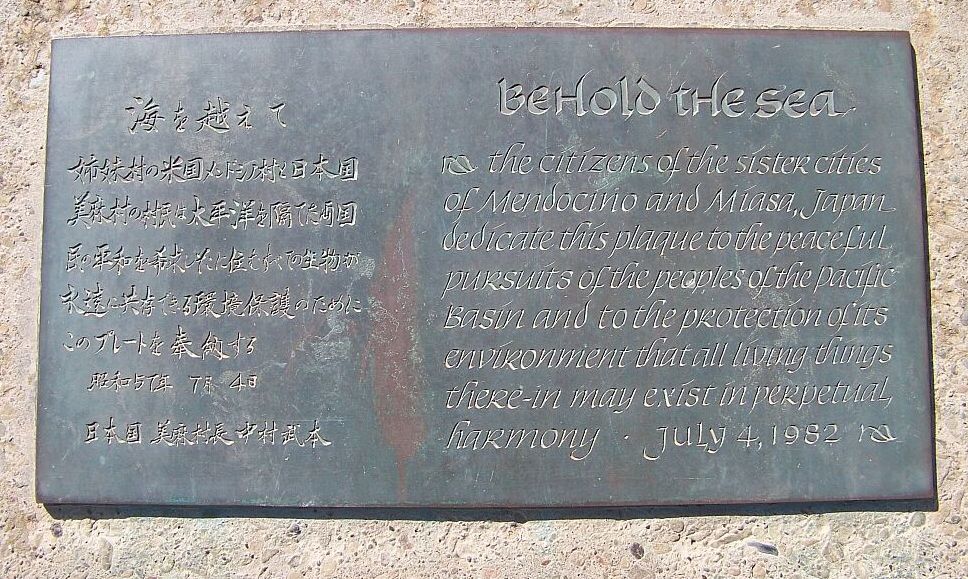 海を越えて
姉妹村の米国メンドシノ村と日本国
美麻村の村民は太平洋を隔てた両国
民の平和を希求しそこに住むすべての生物が
永遠に共存できる環境保護のために
このプレートを奉納する
昭和57年 7月 4日
日本国 美麻村長 中村武本
BEHOLD THE SEA
the citizens of the sister cities
of Mendocino and Miasa, Japan
dedicate this plaque to the peaceful
pursuits of the peoples of the Pacific
Basin and to the protection of its
environment that all living things
there-in may exist in perpetual
harmony · July 4, 1982